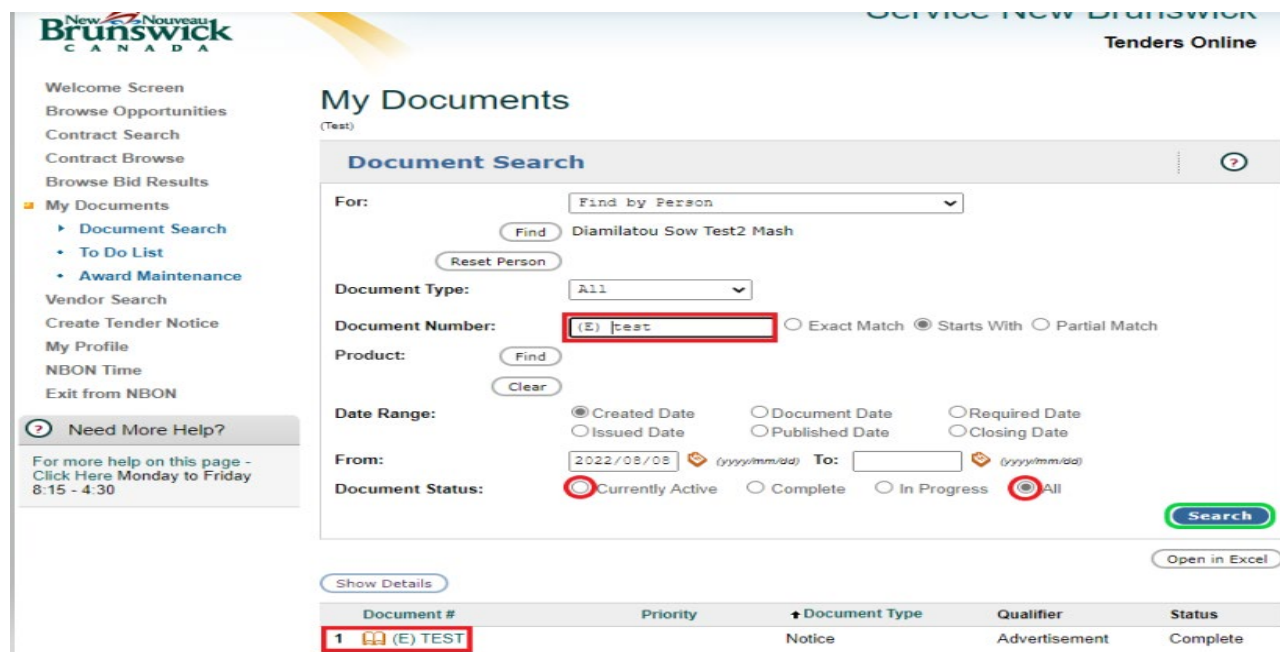 New Nouveau
Brunswick
CANADA
Service New Brunswick
Tenders Online
Welcome Screen
Browse Opportunities
Contract Search
Contract Browse
Browse Bid Results
My Documents
Document Search
To Do List
Award Maintenance
Vendor Search
Create Tender Notice
My Profile
NBON Time
Exit from NBON
? Need More Help?
For more help on this page -
Click Here Monday to Friday
8:15 - 4:30
My Documents
(Test)
Document Search ?
For: Find by Person
Find Diamilatou Sow Test2 Mash
Reset Person
Document Type: All
Document Number: (E) test Exact Match Starts With Partial Match
Product: Find
Clear
Date Range: Created Date Document Date Required Date
Issued Date Published Date Closing Date
From: 2022/08/08 (yyyy/mm/dd) To: (yyyy/mm/dd)
Document Status: Currently Active Complete In Progress All
Search
Open in Excel
Show Details
Document # Priority Document Type Qualifier Status
1 (E) TEST Notice Advertisement Complete